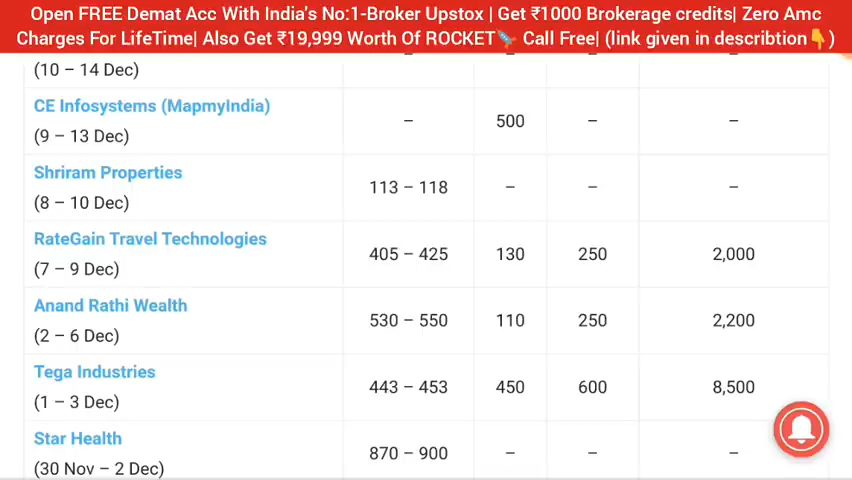 Open FREE Demat Acc With India's No:1-Broker Upstox | Get ₹1000 Brokerage credits| Zero Amc
Charges For LifeTime| Also Get ₹19,999 Worth Of ROCKET🚀 Call Free| (link given in describtion👇)
(10 – 14 Dec)
CE Infosystems (MapmyIndia)
(9 – 13 Dec)
– 500 – –
Shriram Properties
(8 – 10 Dec)
113 – 118 – – –
RateGain Travel Technologies
(7 – 9 Dec)
405 – 425 130 250 2,000
Anand Rathi Wealth
(2 – 6 Dec)
530 – 550 110 250 2,200
Tega Industries
(1 – 3 Dec)
443 – 453 450 600 8,500
Star Health
(30 Nov – 2 Dec)
870 – 900 – – –